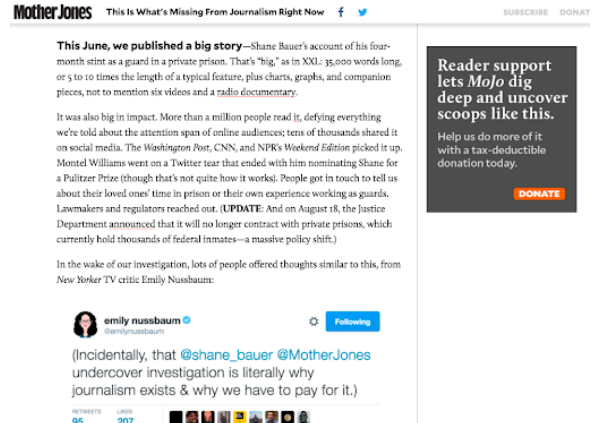 Mother Jones This Is What's Missing From Journalism Right Now f SUBSCRIBE DONAT
This June, we published a big story—Shane Bauer's account of his four-
month stint as a guard in a private prison. That's "big," as in XXL: 35,000 words long,
or 5 to 10 times the length of a typical feature, plus charts, graphs, and companion
pieces, not to mention six videos and a radio documentary.
It was also big in impact. More than a million people read it, defying everything
we're told about the attention span of online audiences; tens of thousands shared it
on social media. The Washington Post, CNN, and NPR's Weekend Edition picked it up.
Montel Williams went on a Twitter tear that ended with him nominating Shane for
a Pulitzer Prize (though that's not quite how it works). People got in touch to tell us
about their loved ones' time in prison or their own experience working as guards.
Lawmakers and regulators reached out. (UPDATE: And on August 18, the Justice
Department announced that it will no longer contract with private prisons, which
currently hold thousands of federal inmates—a massive policy shift.)
In the wake of our investigation, lots of people offered thoughts similar to this, from
New Yorker TV critic Emily Nussbaum:
emily nussbaum
@emilynussbaum
Following
(Incidentally, that @shane_bauer @MotherJones
undercover investigation is literally why
journalism exists & why we have to pay for it.)
RETWEETS LIKES
95 207
Reader support
lets MoJo dig
deep and uncover
scoops like this.
Help us do more of it
with a tax-deductible
donation today.
DONATE